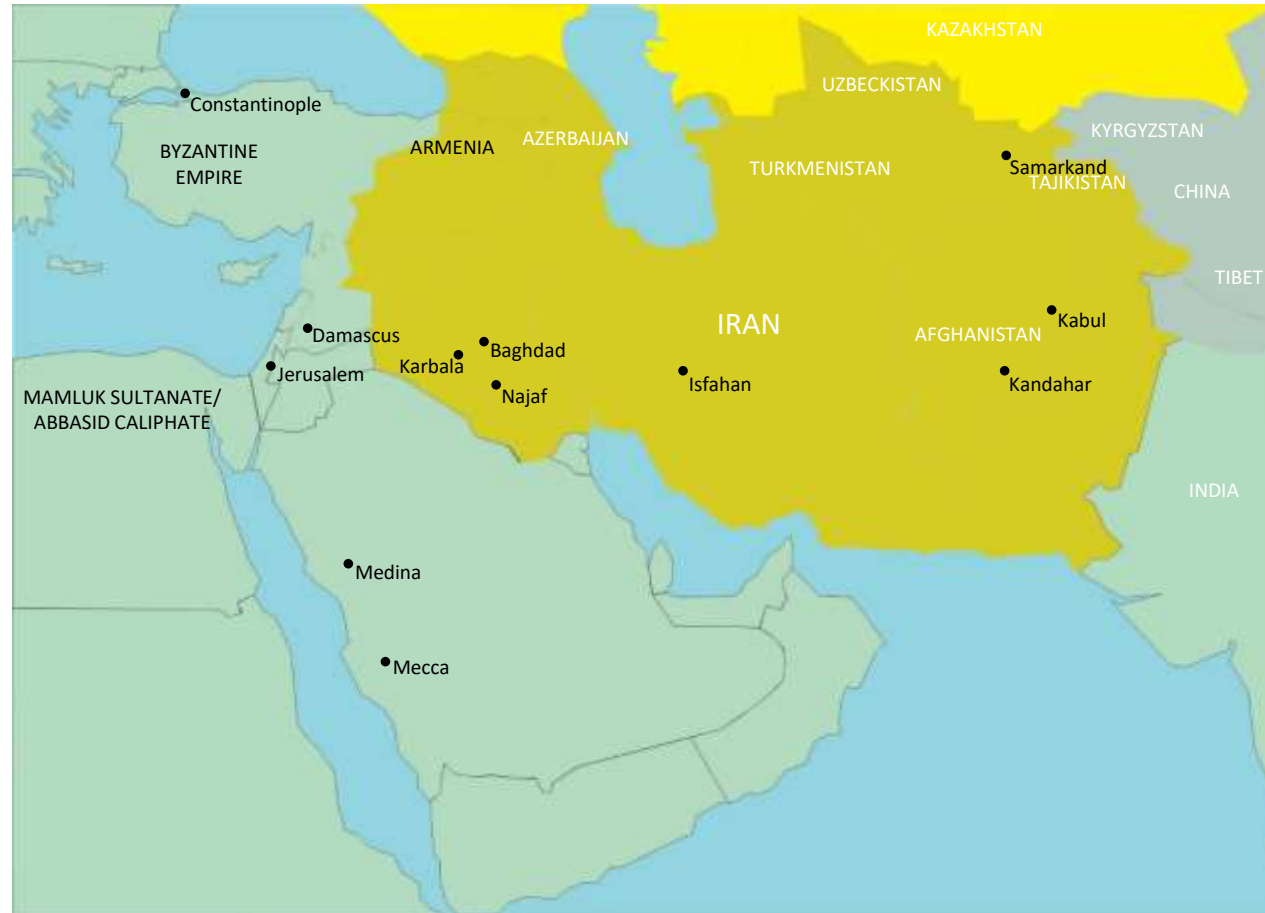 KAZAKHSTAN
UZBECKISTAN
Constantinople
KYRGYZSTAN
AZERBAIJAN
ARMENIA
BYZANTINE
EMPIRE
TURKMENISTAN
Samarkand
TAJIKISTAN
CHINA
TIBET
IRAN
Kabul
AFGHANISTAN
Damascus
Baghdad
Karbala
Jerusalem
Isfahan
Kandahar
Najaf
MAMLUK SULTANATE/
ABBASID CALIPHATE
INDIA
Medina
Mecca